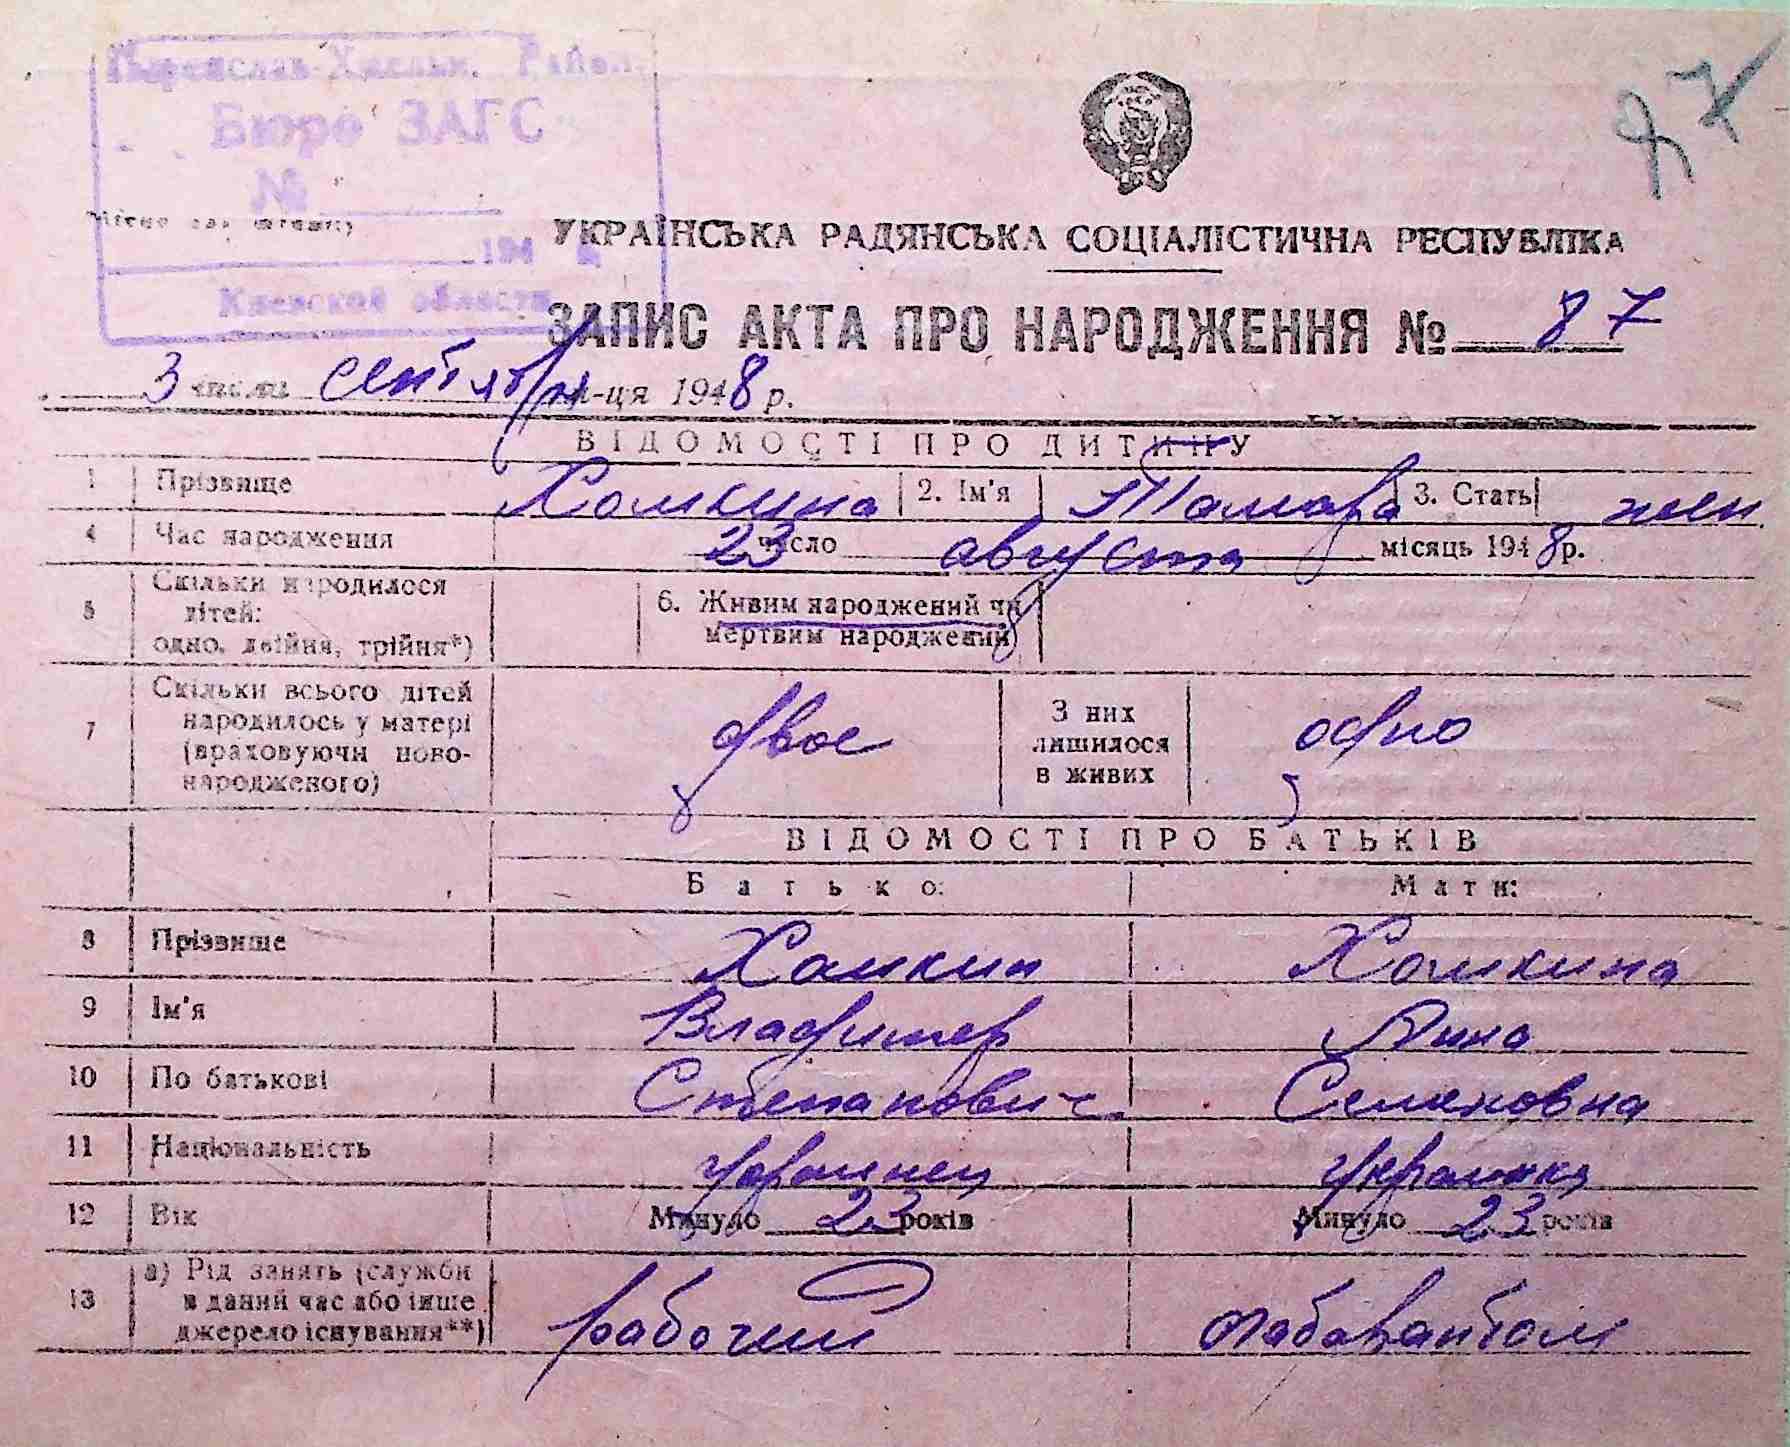 Бюро ЗАГС
№
194
Киевской области
87
УКРАЇНСЬКА РАДЯНСЬКА СОЦІАЛІСТИЧНА РЕСПУБЛІКА
ЗАПИС АКТА ПРО НАРОДЖЕННЯ № 87
3 числа сентября м-ця 1948 р.
ВІДОМОСТІ ПРО ДИТИНУ
1 Прізвище Хомкина 2. Ім'я Тамара 3. Стать жен.
4 Час народження 23 число августа місяць 1948 р.
5 Скільки народилося дітей: одно, двійня, трійня*) 6. Живим народжений чи мертвим народжений
7 Скільки всього дітей народилось у матері (враховуючи новонародженого) двое З них лишилося в живих одно
ВІДОМОСТІ ПРО БАТЬКІВ
Батько: Мати:
8 Прізвище Хомкин Хомкина
9 Ім'я Владимер Анна
10 По батькові Степанович Семеновна
11 Національність украинец украинка
12 Вік Минуло 23 років Минуло 23 років
13 а) Рід занять (служби в даний час або інше джерело існування**) рабочий лаборантом